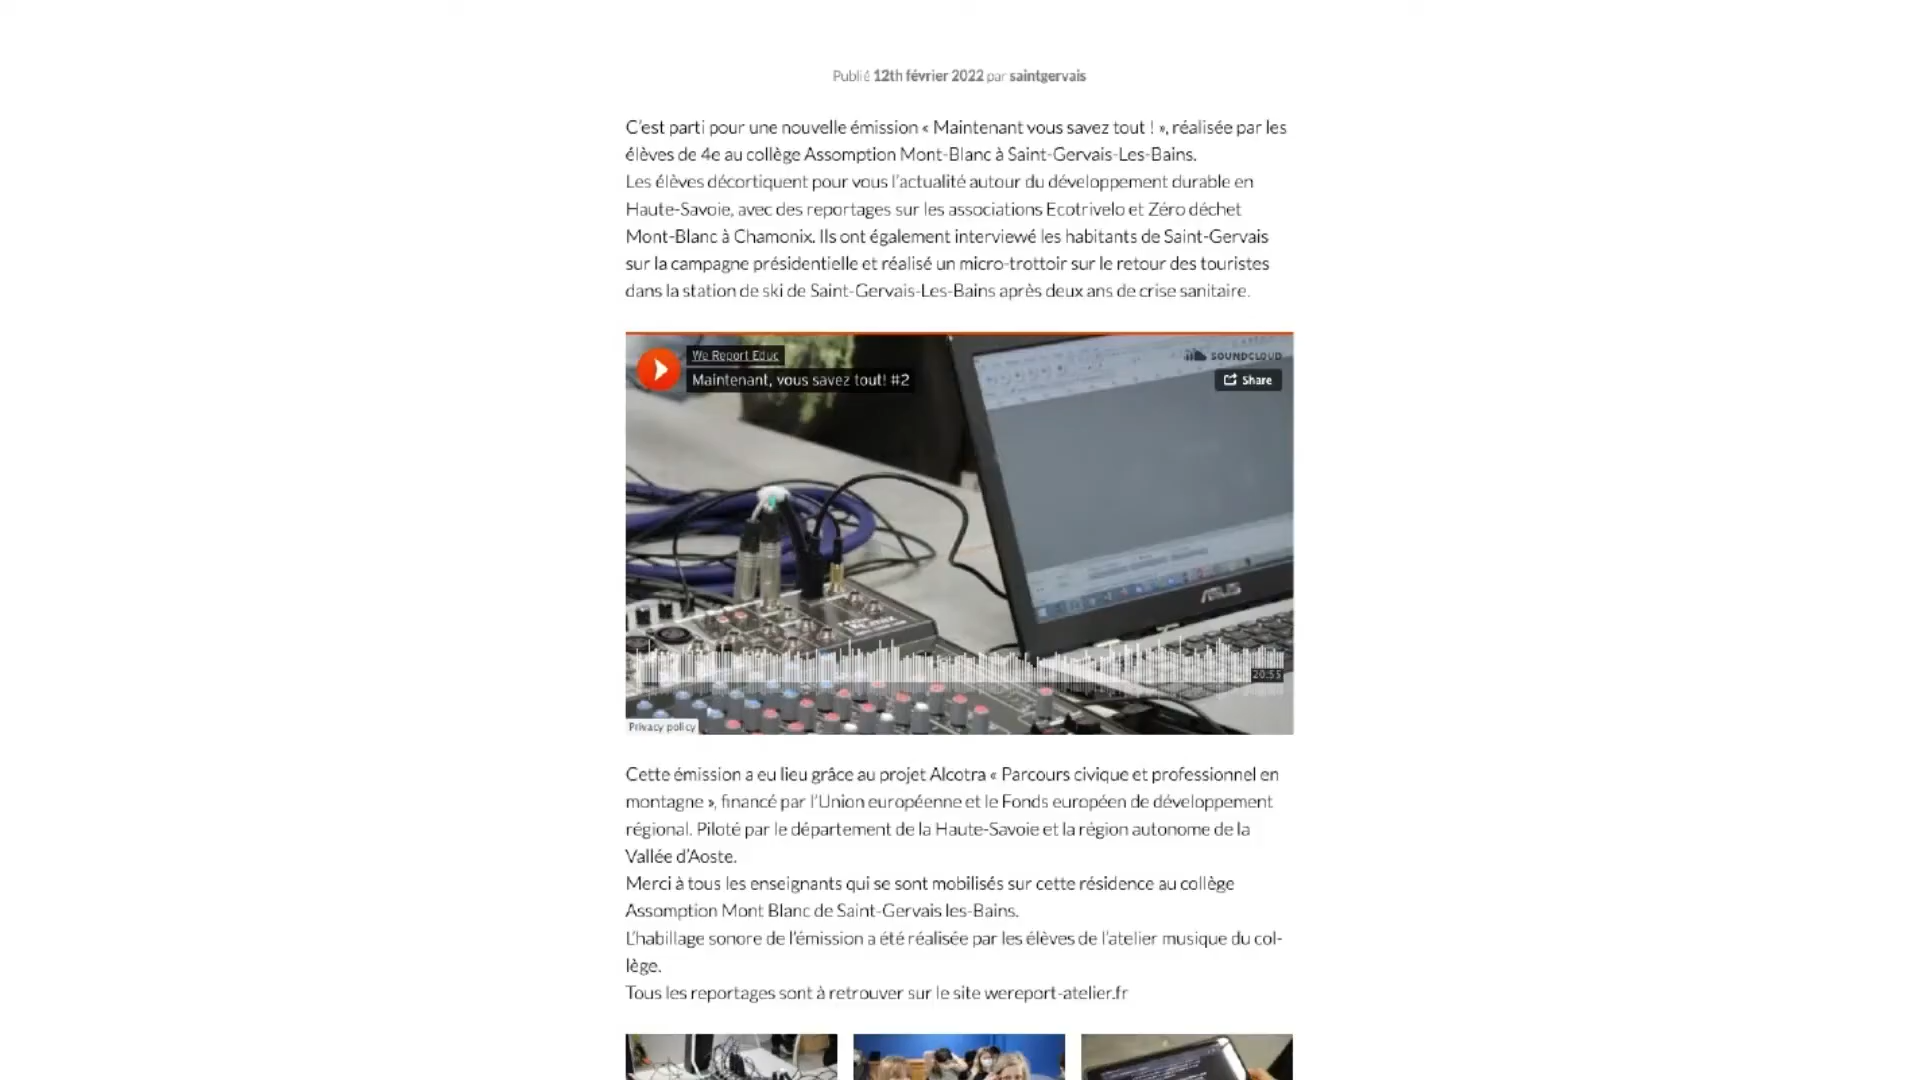 Publié 12th février 2022 par saintgervais
C'est parti pour une nouvelle émission « Maintenant vous savez tout ! », réalisée par les
élèves de 4e au collège Assomption Mont-Blanc à Saint-Gervais-Les-Bains.
Les élèves décortiquent pour vous l'actualité autour du développement durable en
Haute-Savoie, avec des reportages sur les associations Ecotrivelo et Zéro déchet
Mont-Blanc à Chamonix. Ils ont également interviewé les habitants de Saint-Gervais
sur la campagne présidentielle et réalisé un micro-trottoir sur le retour des touristes
dans la station de ski de Saint-Gervais-Les-Bains après deux ans de crise sanitaire.
We Report Educ
SOUNDCLOUD
Maintenant, vous savez tout! #2
Share
ASUS
20:55
Privacy policy
Cette émission a eu lieu grâce au projet Alcotra « Parcours civique et professionnel en
montagne », financé par l'Union européenne et le Fonds européen de développement
régional. Piloté par le département de la Haute-Savoie et la région autonome de la
Vallée d'Aoste.
Merci à tous les enseignants qui se sont mobilisés sur cette résidence au collège
Assomption Mont Blanc de Saint-Gervais les-Bains.
L'habillage sonore de l'émission a été réalisée par les élèves de l'atelier musique du col-
lège.
Tous les reportages sont à retrouver sur le site wereport-atelier.fr